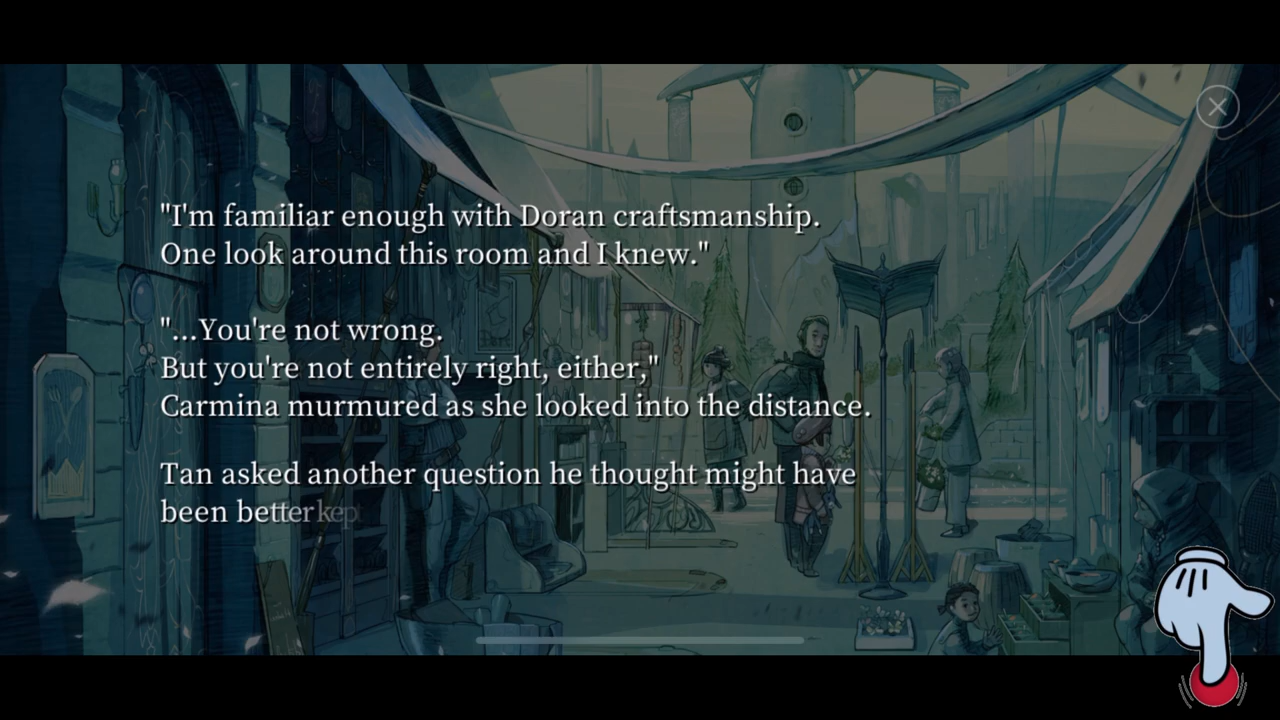 "I'm familiar enough with Doran craftsmanship.
One look around this room and I knew."
"...You're not wrong.
But you're not entirely right, either,"
Carmina murmured as she looked into the distance.
Tan asked another question he thought might have
been better kep